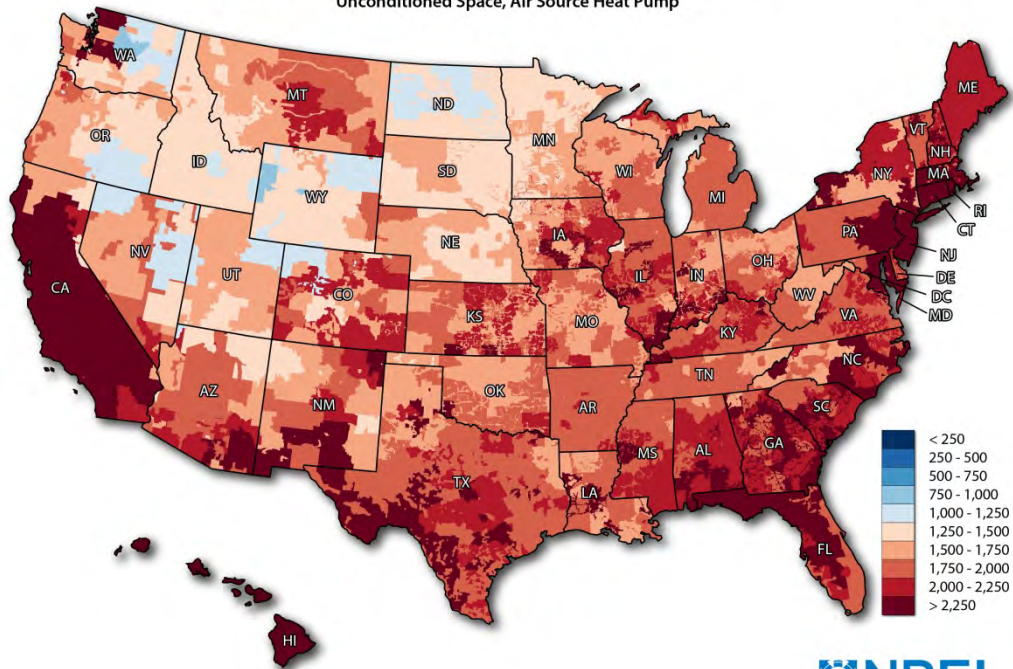 Unconditioned Space, Air Source Heat Pump
WA
MT
ND
MN
ME
OR
ID
WY
SD
WI
MI
VT
NH
NY
MA
RI
CT
NV
UT
CO
NE
IA
IL
IN
OH
PA
NJ
DE
DC
MD
WV
VA
CA
KS
MO
KY
AZ
NM
OK
AR
TN
NC
SC
TX
LA
MS
AL
GA
FL
HI
< 250
250 - 500
500 - 750
750 - 1,000
1,000 - 1,250
1,250 - 1,500
1,500 - 1,750
1,750 - 2,000
2,000 - 2,250
> 2,250